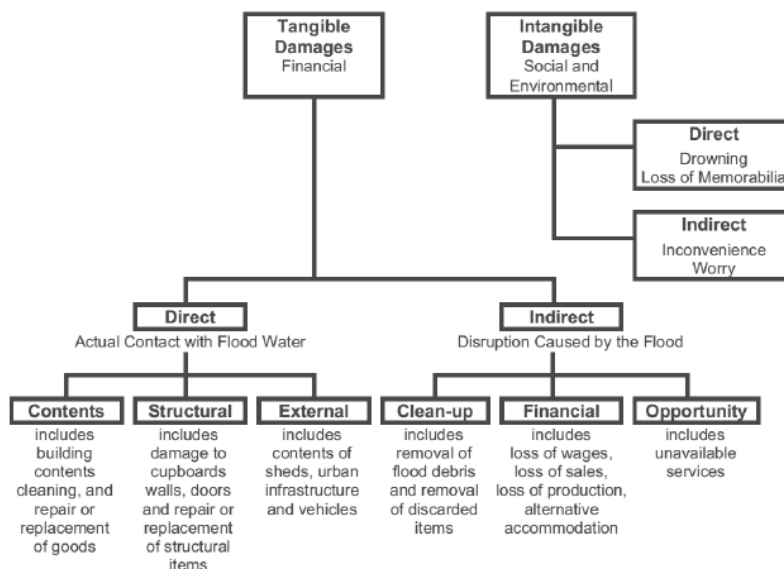 Tangible
Damages
Financial
Intangible
Damages
Social and
Environmental
Direct
Drowning
Loss of Memorabilia
Indirect
Inconvenience
Worry
Direct
Actual Contact with Flood Water
Indirect
Disruption Caused by the Flood
Contents
includes
building
contents
cleaning, and
repair or
replacement
of goods
Structural
includes
damage to
cupboards
walls, doors
and repair or
replacement
of structural
items
External
includes
contents of
sheds, urban
infrastructure
and vehicles
Clean-up
includes
removal of
flood debris
and removal
of discarded
items
Financial
includes
loss of wages,
loss of sales,
loss of production,
alternative
accommodation
Opportunity
includes
unavailable
services